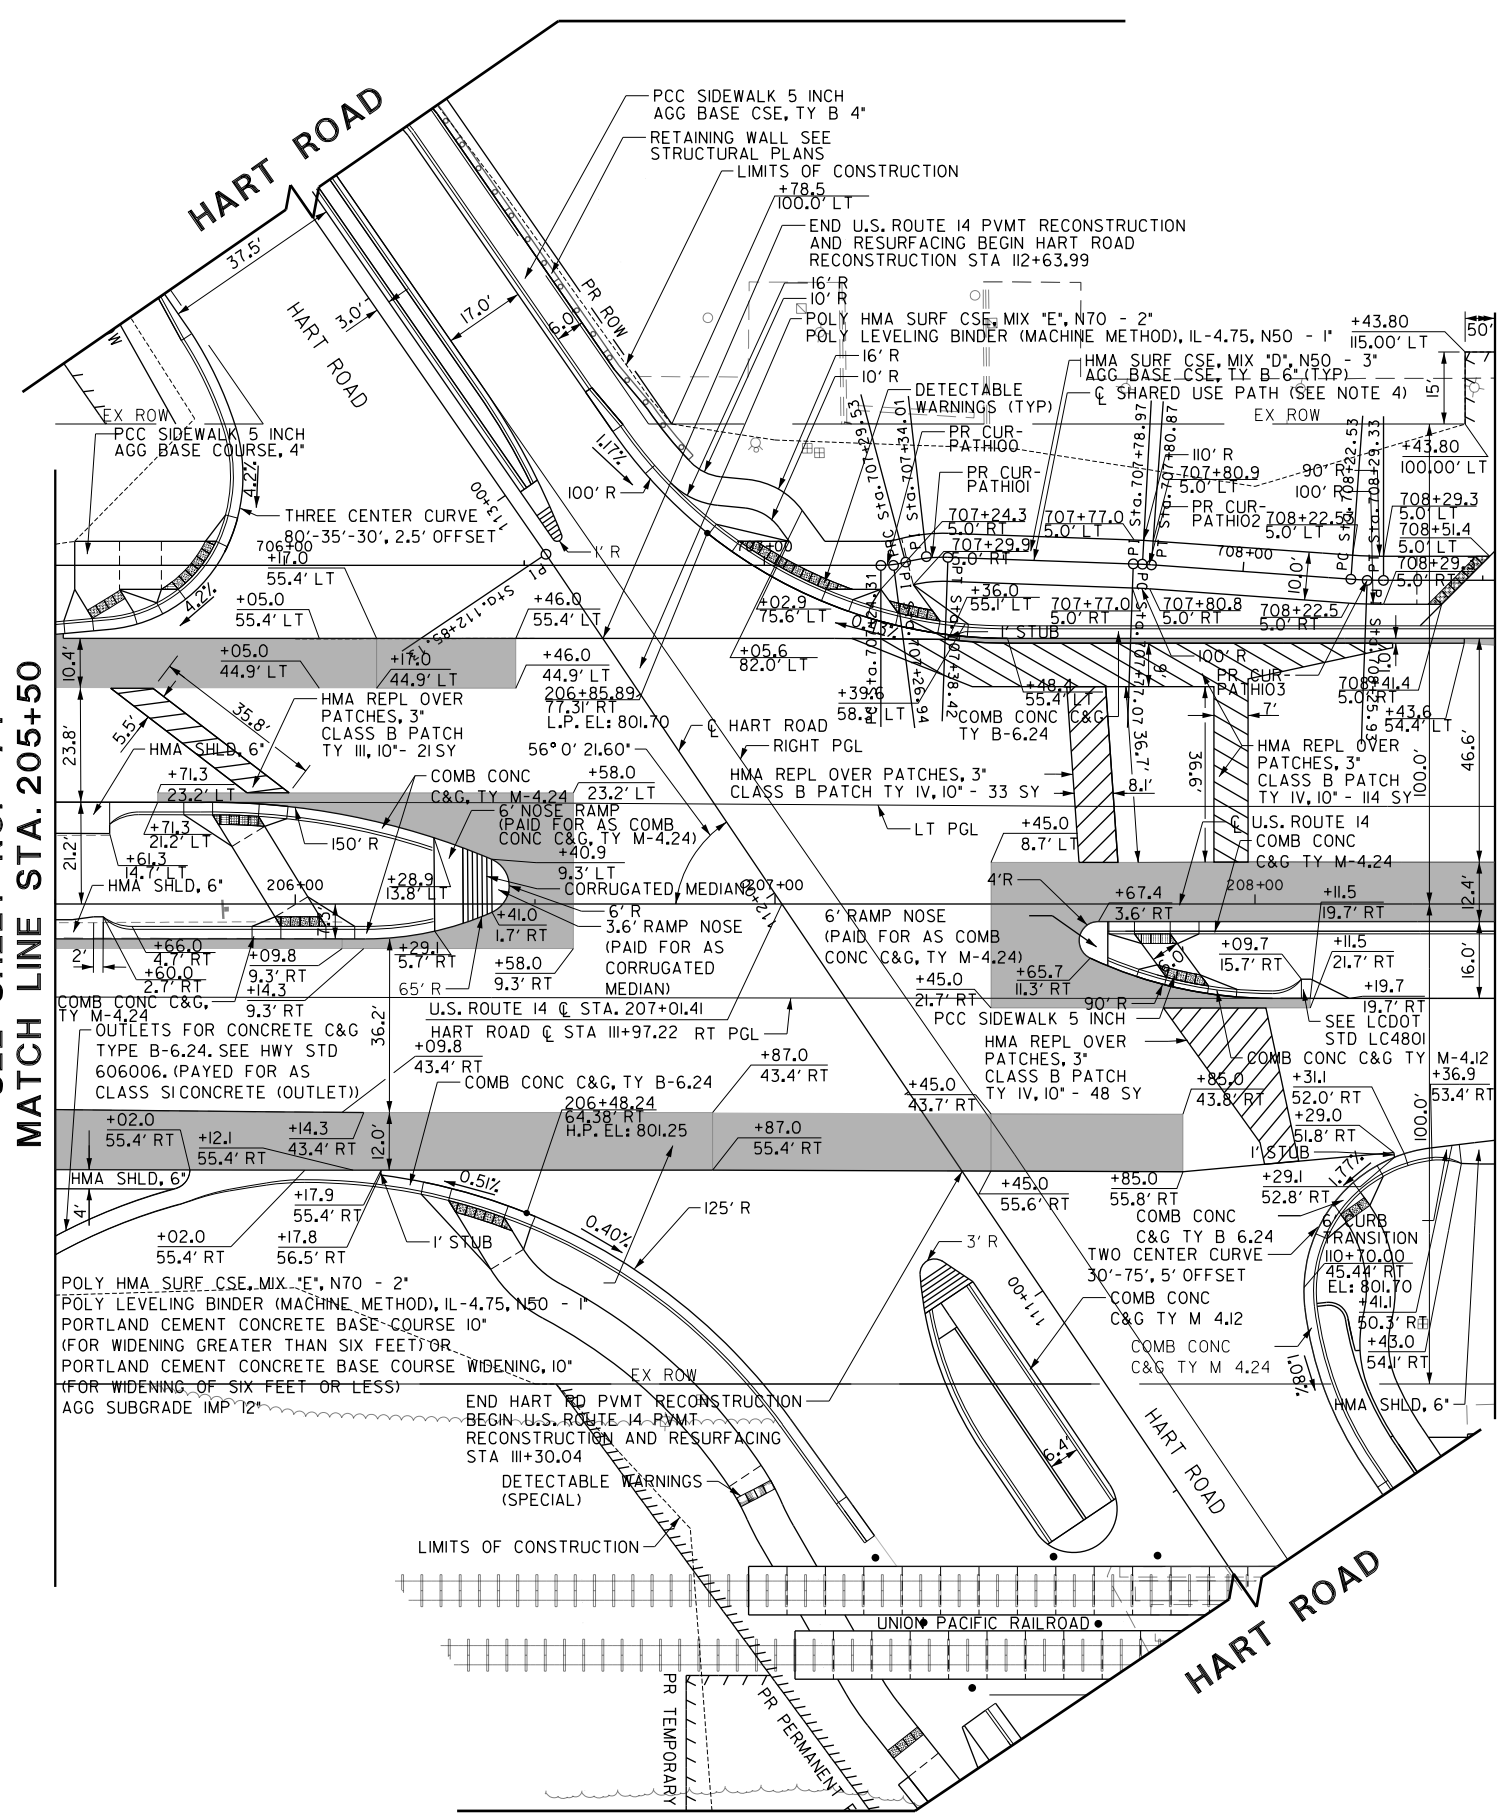 HART ROAD
PCC SIDEWALK 5 INCH
AGG BASE CSE, TY B 4"
RETAINING WALL SEE
STRUCTURAL PLANS
LIMITS OF CONSTRUCTION
+78.5
100.0' LT
END U.S. ROUTE 14 PVMT RECONSTRUCTION
AND RESURFACING BEGIN HART ROAD
RECONSTRUCTION STA 112+63.99
16' R
10' R
POLY HMA SURF CSE, MIX "E", N70 - 2"
POLY LEVELING BINDER (MACHINE METHOD), IL-4.75, N50 - 1"
16' R
10' R
HMA SURF CSE, MIX "D", N50 - 3"
AGG BASE CSE, TY B 6" (TYP)
℄ SHARED USE PATH (SEE NOTE 4)
DETECTABLE
WARNINGS (TYP)
EX ROW
+43.80
115.00' LT
50'
15'
+43.80
100.00' LT
37.5'
HART ROAD
3.0'
17.0'
6.0'
PR ROW
EX ROW
PCC SIDEWALK 5 INCH
AGG BASE COURSE, 4"
4.2%
THREE CENTER CURVE
80'-35'-30', 2.5' OFFSET
4.2%
113+00
1' R
1.17%
100' R
PR CUR-
PATH100
PR CUR-
PATH101
110' R
707+80.9
5.0' LT
PR CUR-
PATH102
90' R
100' R
708+22.5
5.0' LT
708+29.3
5.0' LT
708+51.4
5.0' LT
708+29.
5.0' RT
707+24.3
5.0' RT
707+77.0
5.0' LT
707+29.9
5.0' RT
708+00
10.0'
706+00
+17.0
55.4' LT
+05.0
55.4' LT
+46.0
55.4' LT
PI Sta. 112+85.
+02.9
75.6' LT
+36.0
55.1' LT
707+77.0
5.0' RT
707+80.8
5.0' RT
708+22.5
5.0' RT
1' STUB
100' R
PR CUR-
PATH103
708+41.4
5.0' RT
+43.6
54.4' LT
10.4'
+05.0
44.9' LT
+17.0
44.9' LT
+46.0
44.9' LT
+05.6
82.0' LT
+39.6
58.3' LT
+48.4
55.4' LT
206+85.89
77.31' RT
L.P. EL: 801.70
HMA REPL OVER
PATCHES, 3"
CLASS B PATCH
TY III, 10" - 21 SY
35.8'
5.5'
23.8'
HMA SHLD, 6"
56° 0' 21.60"
℄ HART ROAD
RIGHT PGL
COMB CONC C&G
TY B-6.24
HMA REPL OVER PATCHES, 3"
CLASS B PATCH TY IV, 10" - 33 SY
36.7'
8.1'
36.6'
7'
9'
HMA REPL OVER
PATCHES, 3"
CLASS B PATCH
TY IV, 10" - 114 SY
100.0'
46.6'
+71.3
23.2' LT
COMB CONC
C&G, TY M-4.24
+58.0
23.2' LT
6' NOSE RAMP
(PAID FOR AS COMB
CONC C&G, TY M-4.24)
LT PGL
+45.0
8.7' LT
℄ U.S. ROUTE 14
COMB CONC
C&G TY M-4.24
+71.3
21.2' LT
150' R
+61.3
14.7' LT
21.2'
+40.9
9.3' LT
HMA SHLD, 6"
206+00
+28.9
13.8' LT
CORRUGATED MEDIAN
207+00
112+00
4'R
+67.4
3.6' RT
208+00
+11.5
19.7' RT
12.4'
7.5'
+41.0
1.7' RT
6' R
3.6' RAMP NOSE
(PAID FOR AS
CORRUGATED
MEDIAN)
6' RAMP NOSE
(PAID FOR AS COMB
CONC C&G, TY M-4.24)
6.0'
+09.7
15.7' RT
+11.5
21.7' RT
16.0'
2'
+66.0
4.7' RT
+60.0
2.7' RT
+09.8
9.3' RT
+29.1
5.7' RT
+58.0
9.3' RT
+65.7
11.3' RT
+45.0
21.7' RT
90' R
PCC SIDEWALK 5 INCH
+19.7
19.7' RT
SEE LCDOT
STD LC4801
COMB CONC C&G,
TY M-4.24
+14.3
9.3' RT
65' R
U.S. ROUTE 14 ℄ STA. 207+01.41
HART ROAD ℄ STA 111+97.22
RT PGL
OUTLETS FOR CONCRETE C&G
TYPE B-6.24. SEE HWY STD
606006. (PAYED FOR AS
CLASS SI CONCRETE (OUTLET))
36.2'
+09.8
43.4' RT
COMB CONC C&G, TY B-6.24
+87.0
43.4' RT
HMA REPL OVER
PATCHES, 3"
CLASS B PATCH
TY IV, 10" - 48 SY
COMB CONC C&G TY M-4.12
+45.0
43.7' RT
+85.0
43.8' RT
+31.1
52.0' RT
+36.9
53.4' RT
+29.0
51.8' RT
100.0'
+02.0
55.4' RT
+12.1
55.4' RT
+14.3
43.4' RT
12.0'
206+48.24
64.38' RT
H.P. EL: 801.25
+87.0
55.4' RT
1' STUB
1.77%
HMA SHLD, 6"
4'
0.51%
+17.9
55.4' RT
+45.0
55.6' RT
+85.0
55.8' RT
+29.1
52.8' RT
+02.0
55.4' RT
+17.8
56.5' RT
1' STUB
0.40%
125' R
3' R
COMB CONC
C&G TY B 6.24
TWO CENTER CURVE
30'-75', 5' OFFSET
COMB CONC
C&G TY M 4.12
6' CURB
TRANSITION
110+70.00
45.44' RT
EL: 801.70
+41.1
50.3' RT
+43.0
54.1' RT
COMB CONC
C&G TY M 4.24
1.08%
HMA SHLD, 6"
111+00
POLY HMA SURF CSE, MIX "E", N70 - 2"
POLY LEVELING BINDER (MACHINE METHOD), IL-4.75, N50 - 1"
PORTLAND CEMENT CONCRETE BASE COURSE 10"
(FOR WIDENING GREATER THAN SIX FEET) OR
PORTLAND CEMENT CONCRETE BASE COURSE WIDENING, 10"
(FOR WIDENING OF SIX FEET OR LESS)
AGG SUBGRADE IMP 12"
EX ROW
END HART RD PVMT RECONSTRUCTION
BEGIN U.S. ROUTE 14 PVMT
RECONSTRUCTION AND RESURFACING
STA 111+30.04
DETECTABLE WARNINGS
(SPECIAL)
LIMITS OF CONSTRUCTION
6.4'
HART ROAD
HART ROAD
UNION PACIFIC RAILROAD
PR TEMPORARY
PR PERMANENT
MATCH LINE STA. 205+50